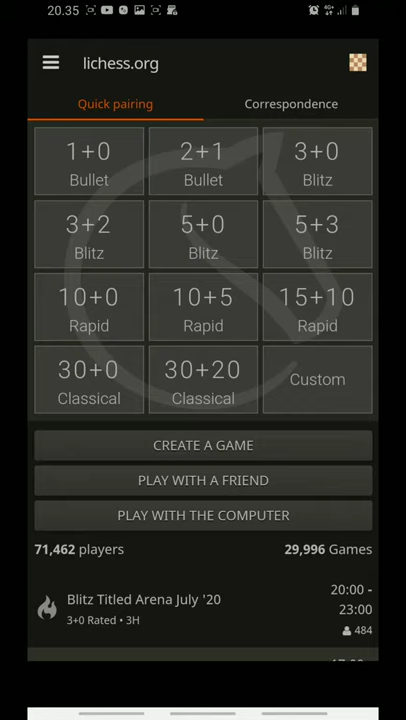 20.35
4G+
lichess.org
Quick pairing
Correspondence
1+0
Bullet
2+1
Bullet
3+0
Blitz
3+2
Blitz
5+0
Blitz
5+3
Blitz
10+0
Rapid
10+5
Rapid
15+10
Rapid
30+0
Classical
30+20
Classical
Custom
CREATE A GAME
PLAY WITH A FRIEND
PLAY WITH THE COMPUTER
71,462 players
29,996 Games
Blitz Titled Arena July '20
3+0 Rated • 3H
20:00 -
23:00
484